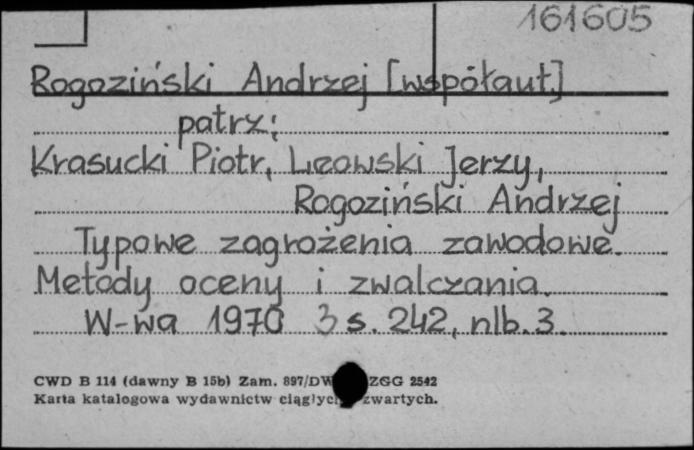 161605
Rogoziński Andrzej [współaut.]
patrz:
Krasucki Piotr, Leowski Jerzy,
Rogoziński Andrzej
Typowe zagrożenia zawodowe.
Metody oceny i zwalczania.
W-wa 1970 s. 242, nlb. 3.
CWD B 114 (dawny B 15b) Zam. 897/DW ZGG 2542
Karta katalogowa wydawnictw ciągłyc zwartych.